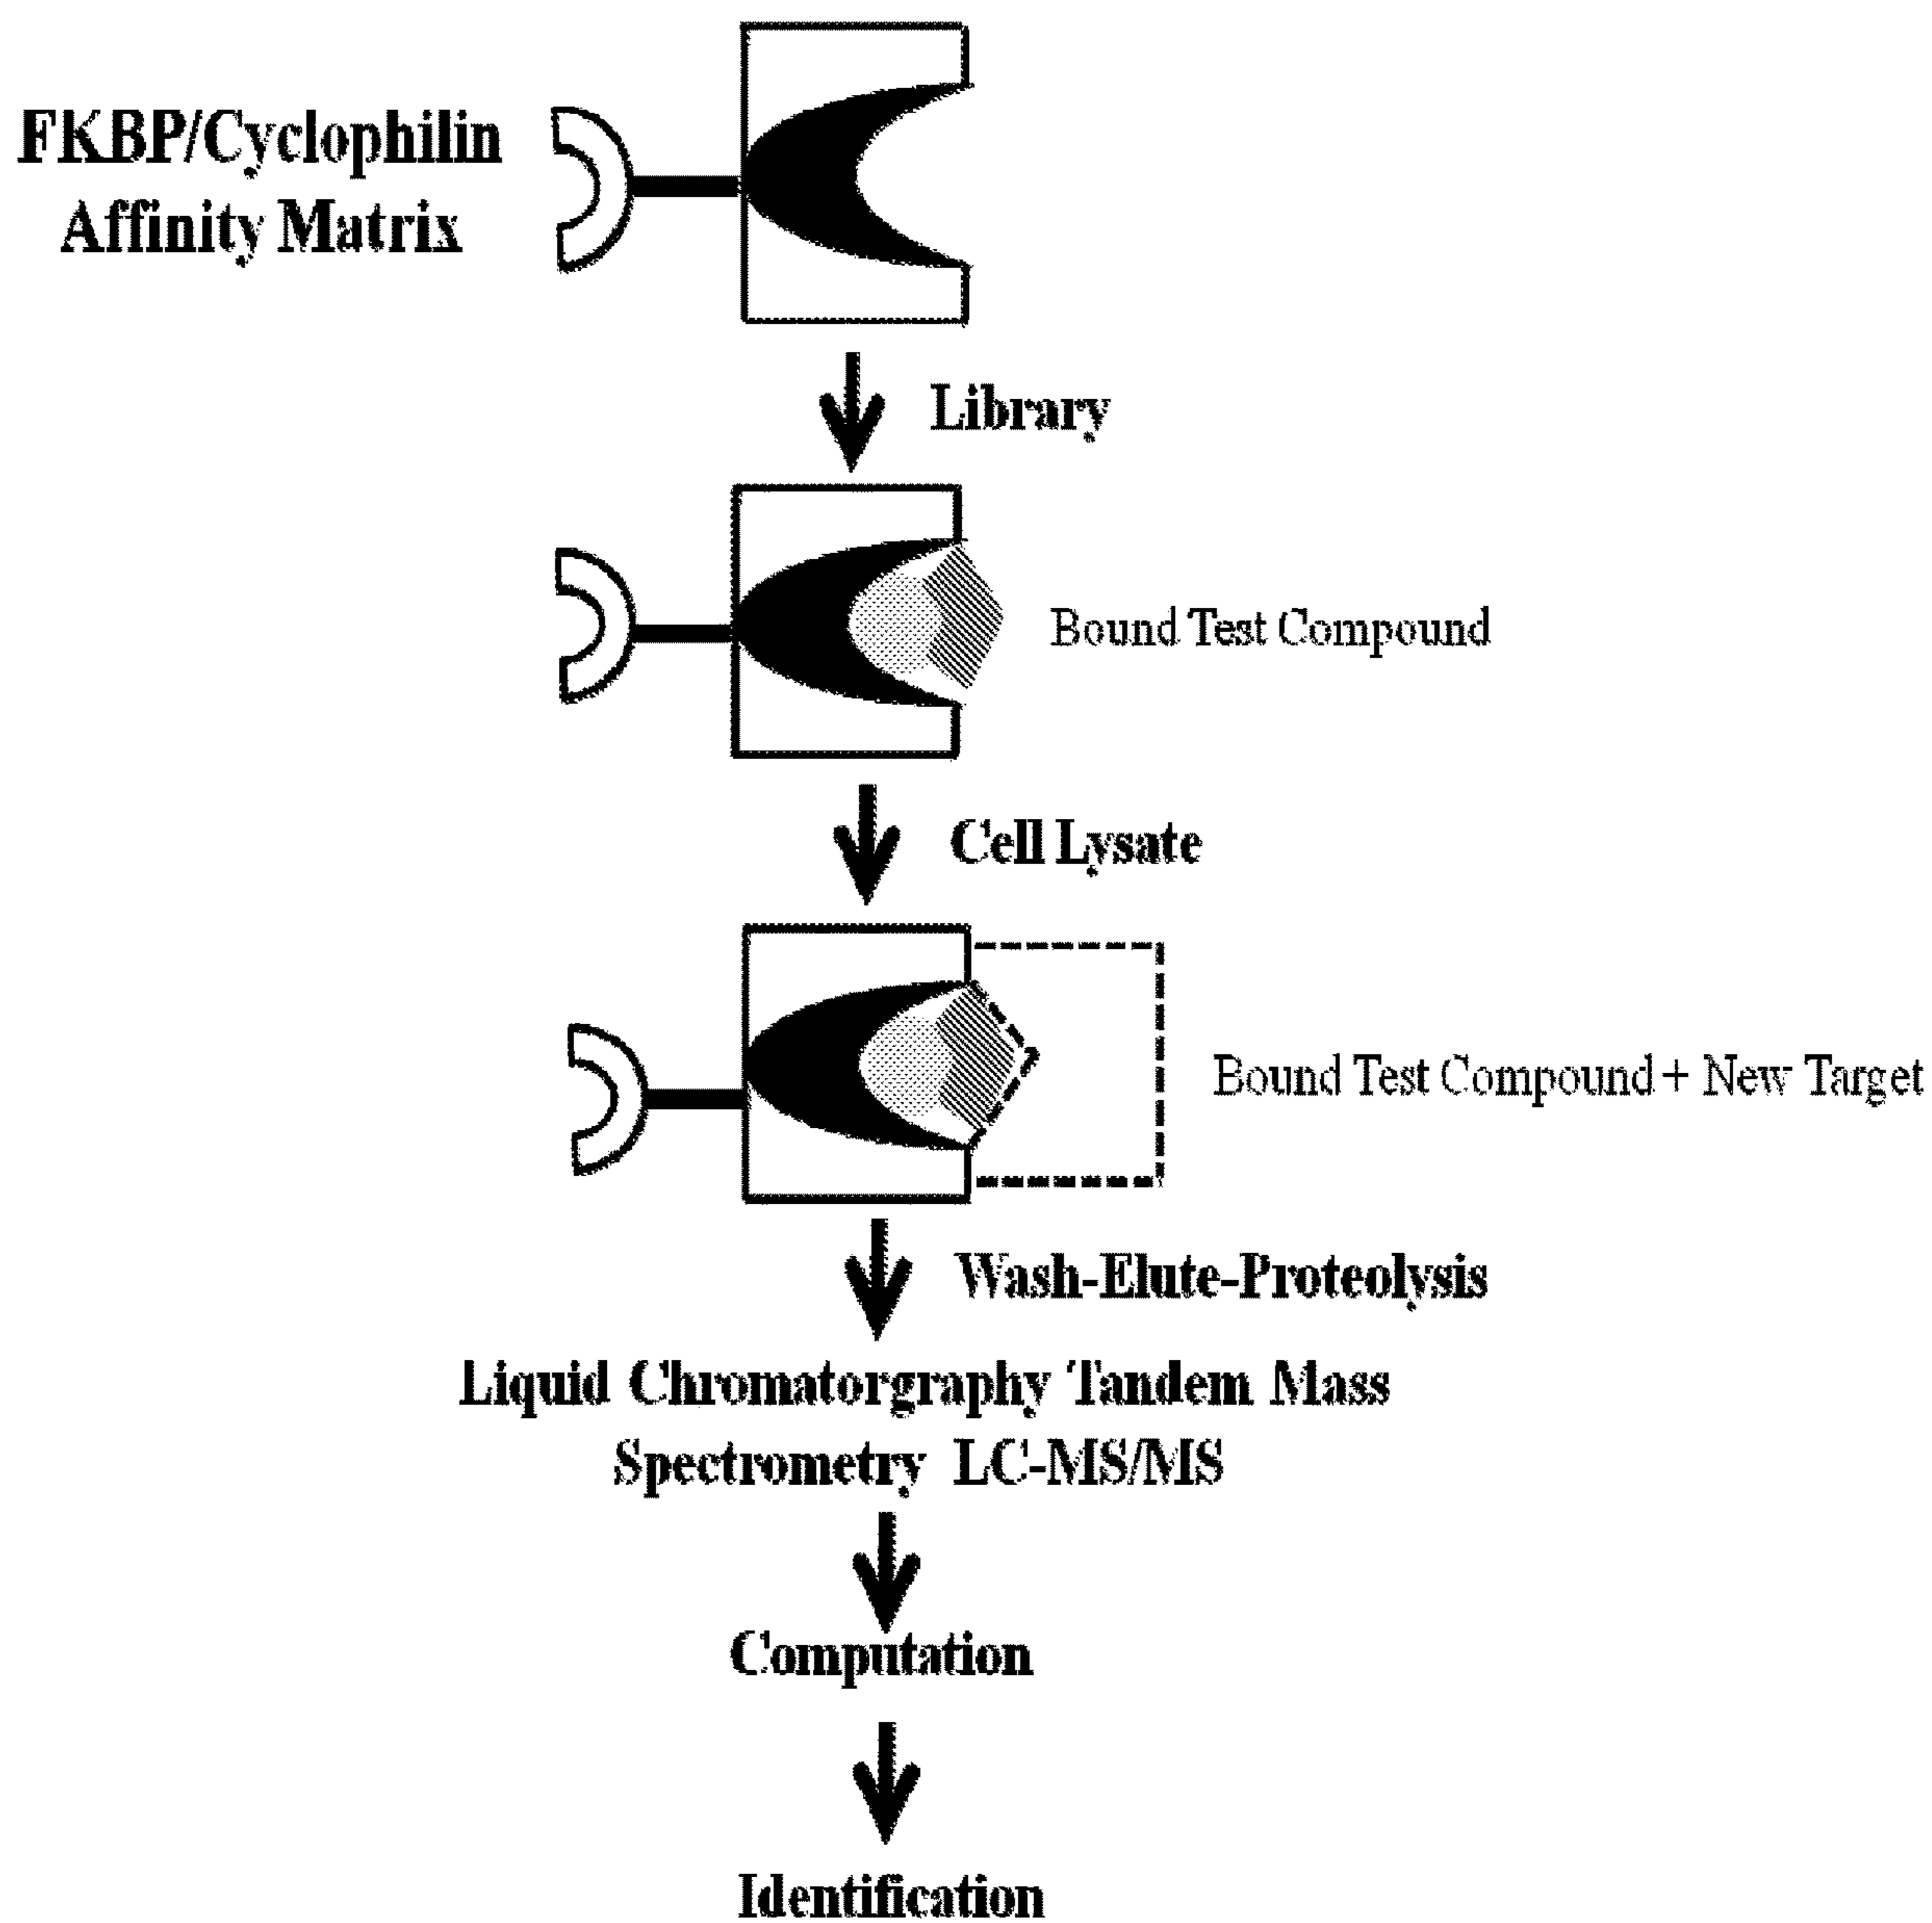 FKBP/Cyclophilin
Affinity Matrix
Library
Bound Test Compound
Cell Lysate
Bound Test Compound + New Target
Wash-Elute-Proteolysis
Liquid Chromatorgraphy Tandem Mass
Spectrometry LC-MS/MS
Computation
Identification